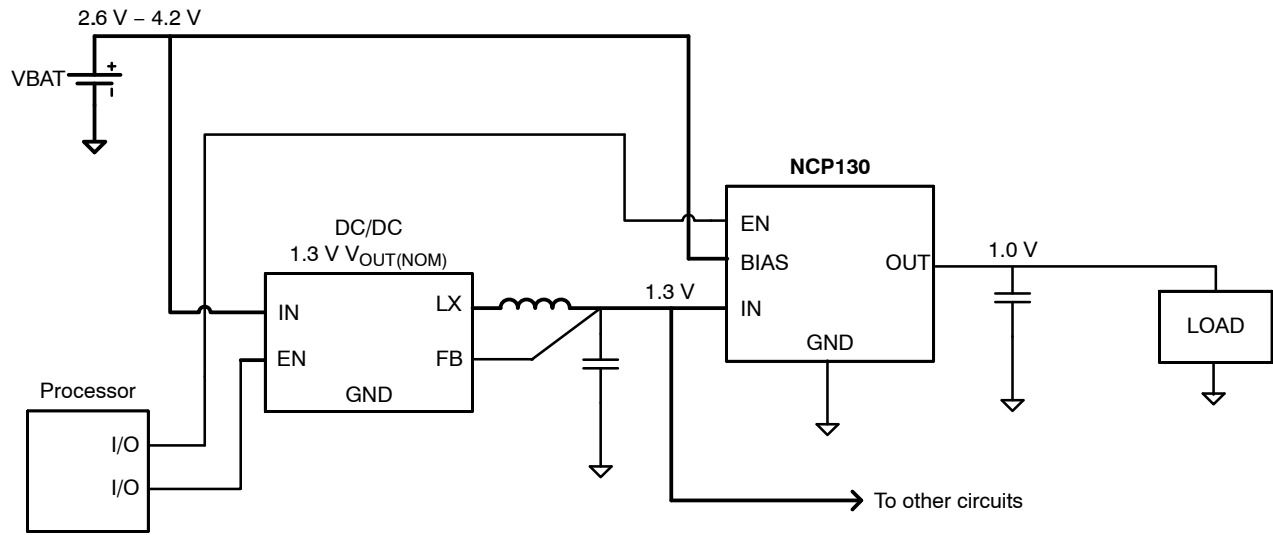 2.6 V – 4.2 V
VBAT
+
NCP130
DC/DC
1.3 V VOUT(NOM)
EN
BIAS
OUT
1.0 V
IN
LX
1.3 V
IN
LOAD
EN
FB
GND
GND
Processor
I/O
I/O
To other circuits